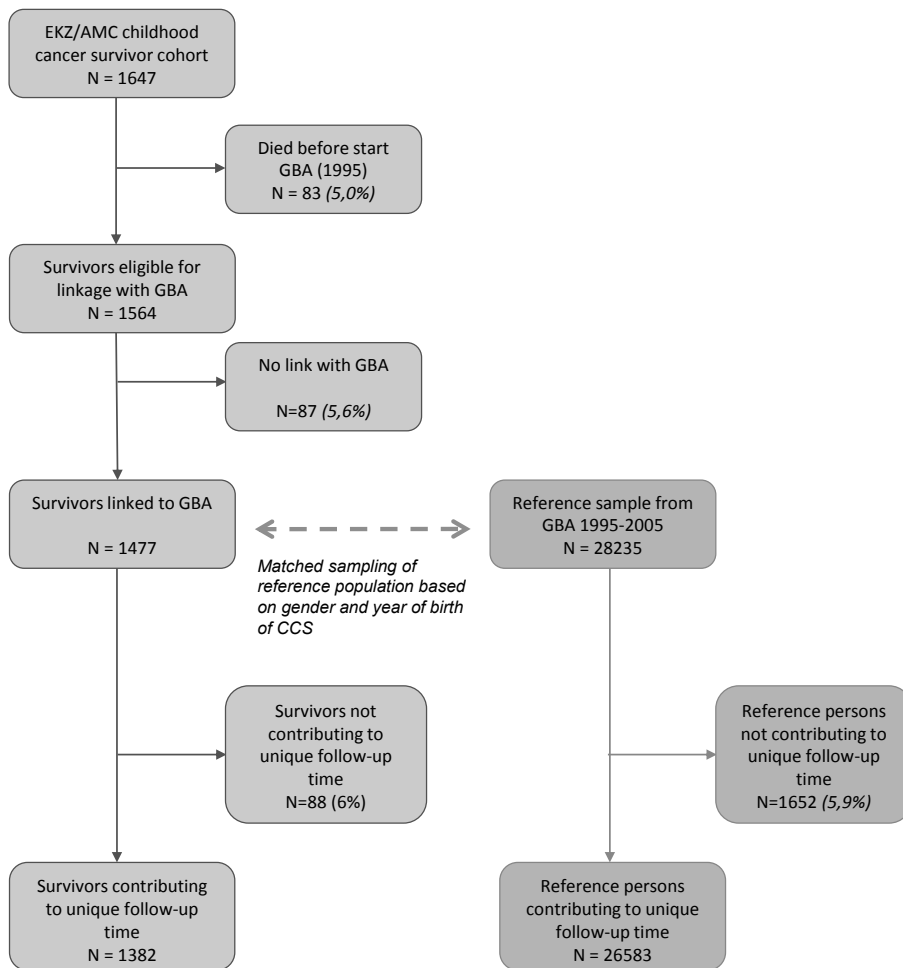 EKZ/AMC childhood
cancer survivor cohort
N = 1647
Died before start
GBA (1995)
N = 83 (5,0%)
Survivors eligible for
linkage with GBA
N = 1564
No link with GBA
N=87 (5,6%)
Survivors linked to GBA
N = 1477
Reference sample from
GBA 1995-2005
N = 28235
Matched sampling of
reference population based
on gender and year of birth
of CCS
Survivors not
contributing to
unique follow-up
time
N=88 (6%)
Reference persons
not contributing to
unique follow-up
time
N=1652 (5,9%)
Survivors contributing
to unique follow-up
time
N = 1382
Reference persons
contributing to unique
follow-up time
N = 26583